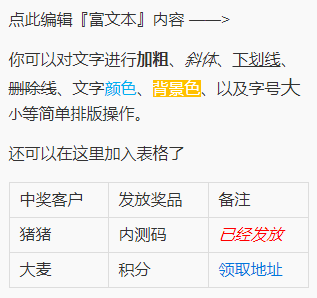 点此编辑『富文本』内容 ——>
你可以对文字进行加粗、斜体、下划线、
删除线、文字颜色、背景色、以及字号大
小等简单排版操作。
还可以在这里加入表格了
中奖客户 发放奖品 备注
猪猪 内测码 已经发放
大麦 积分 领取地址